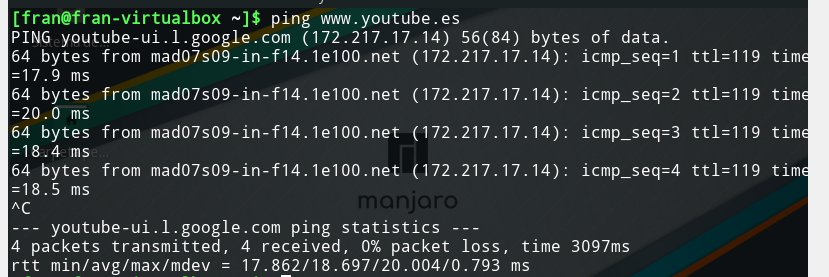 [fran@fran-virtualbox ~]$ ping www.youtube.es
PING youtube-ui.l.google.com (172.217.17.14) 56(84) bytes of data.
64 bytes from mad07s09-in-f14.1e100.net (172.217.17.14): icmp_seq=1 ttl=119 time
=17.9 ms
64 bytes from mad07s09-in-f14.1e100.net (172.217.17.14): icmp_seq=2 ttl=119 time
=20.0 ms
64 bytes from mad07s09-in-f14.1e100.net (172.217.17.14): icmp_seq=3 ttl=119 time
=18.4 ms
64 bytes from mad07s09-in-f14.1e100.net (172.217.17.14): icmp_seq=4 ttl=119 time
=18.5 ms
manjaro
^C
--- youtube-ui.l.google.com ping statistics ---
4 packets transmitted, 4 received, 0% packet loss, time 3097ms
rtt min/avg/max/mdev = 17.862/18.697/20.004/0.793 ms